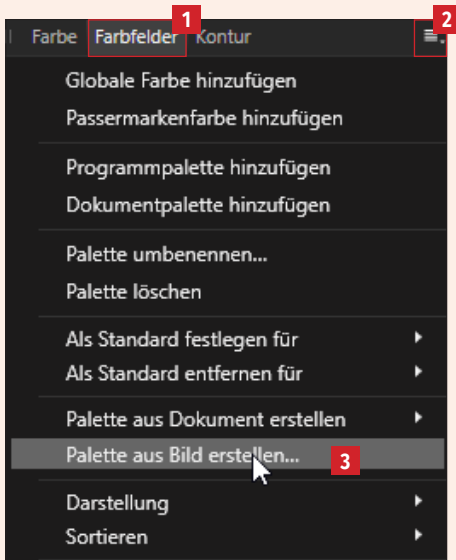 1 2
Farbe Farbfelder Kontur
Globale Farbe hinzufügen
Passermarkenfarbe hinzufügen
Programmpalette hinzufügen
Dokumentpalette hinzufügen
Palette umbenennen...
Palette löschen
Als Standard festlegen für
Als Standard entfernen für
Palette aus Dokument erstellen
Palette aus Bild erstellen... 3
Darstellung
Sortieren